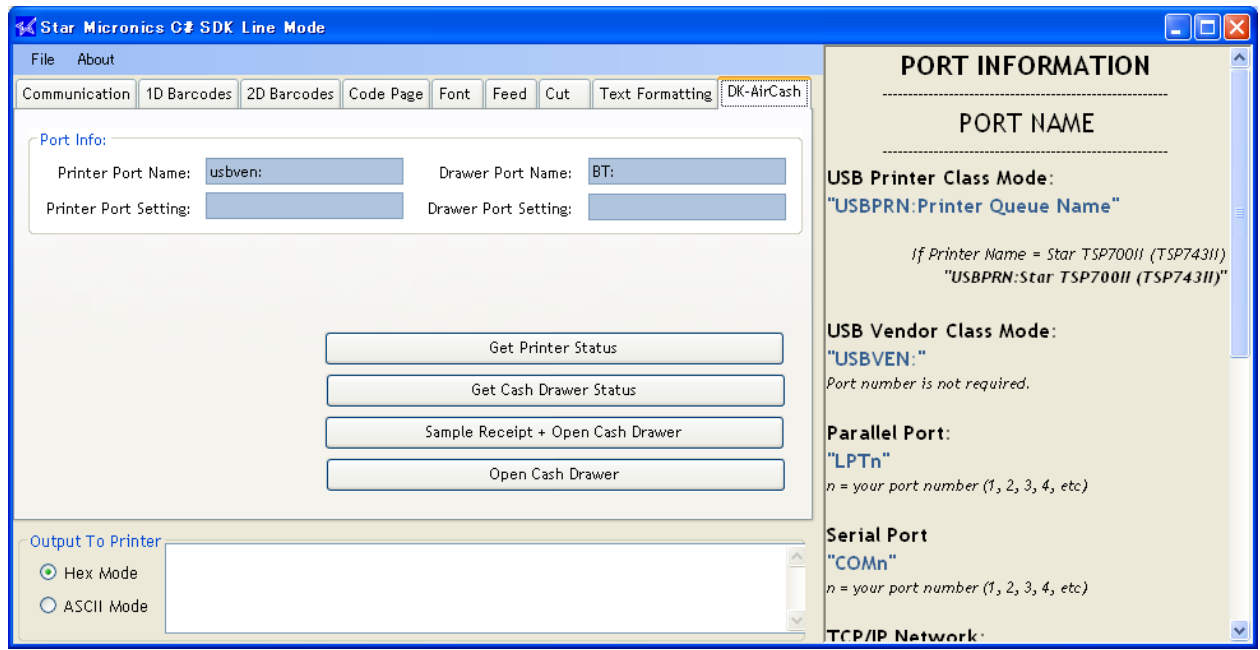 Star Micronics C# SDK Line Mode
File About
Communication 1D Barcodes 2D Barcodes Code Page Font Feed Cut Text Formatting DK-AirCash
Port Info:
Printer Port Name: usbven: Drawer Port Name: BT:
Printer Port Setting: Drawer Port Setting:
Get Printer Status
Get Cash Drawer Status
Sample Receipt + Open Cash Drawer
Open Cash Drawer
Output To Printer
Hex Mode
ASCII Mode
PORT INFORMATION
--------------------------------------------------------
PORT NAME
--------------------------------------------------------
USB Printer Class Mode:
"USBPRN:Printer Queue Name"
If Printer Name = Star TSP700II (TSP743II)
"USBPRN:Star TSP700II (TSP743II)"
USB Vendor Class Mode:
"USBVEN:"
Port number is not required.
Parallel Port:
"LPTn"
n = your port number (1, 2, 3, 4, etc)
Serial Port
"COMn"
n = your port number (1, 2, 3, 4, etc)
TCP/IP Network: